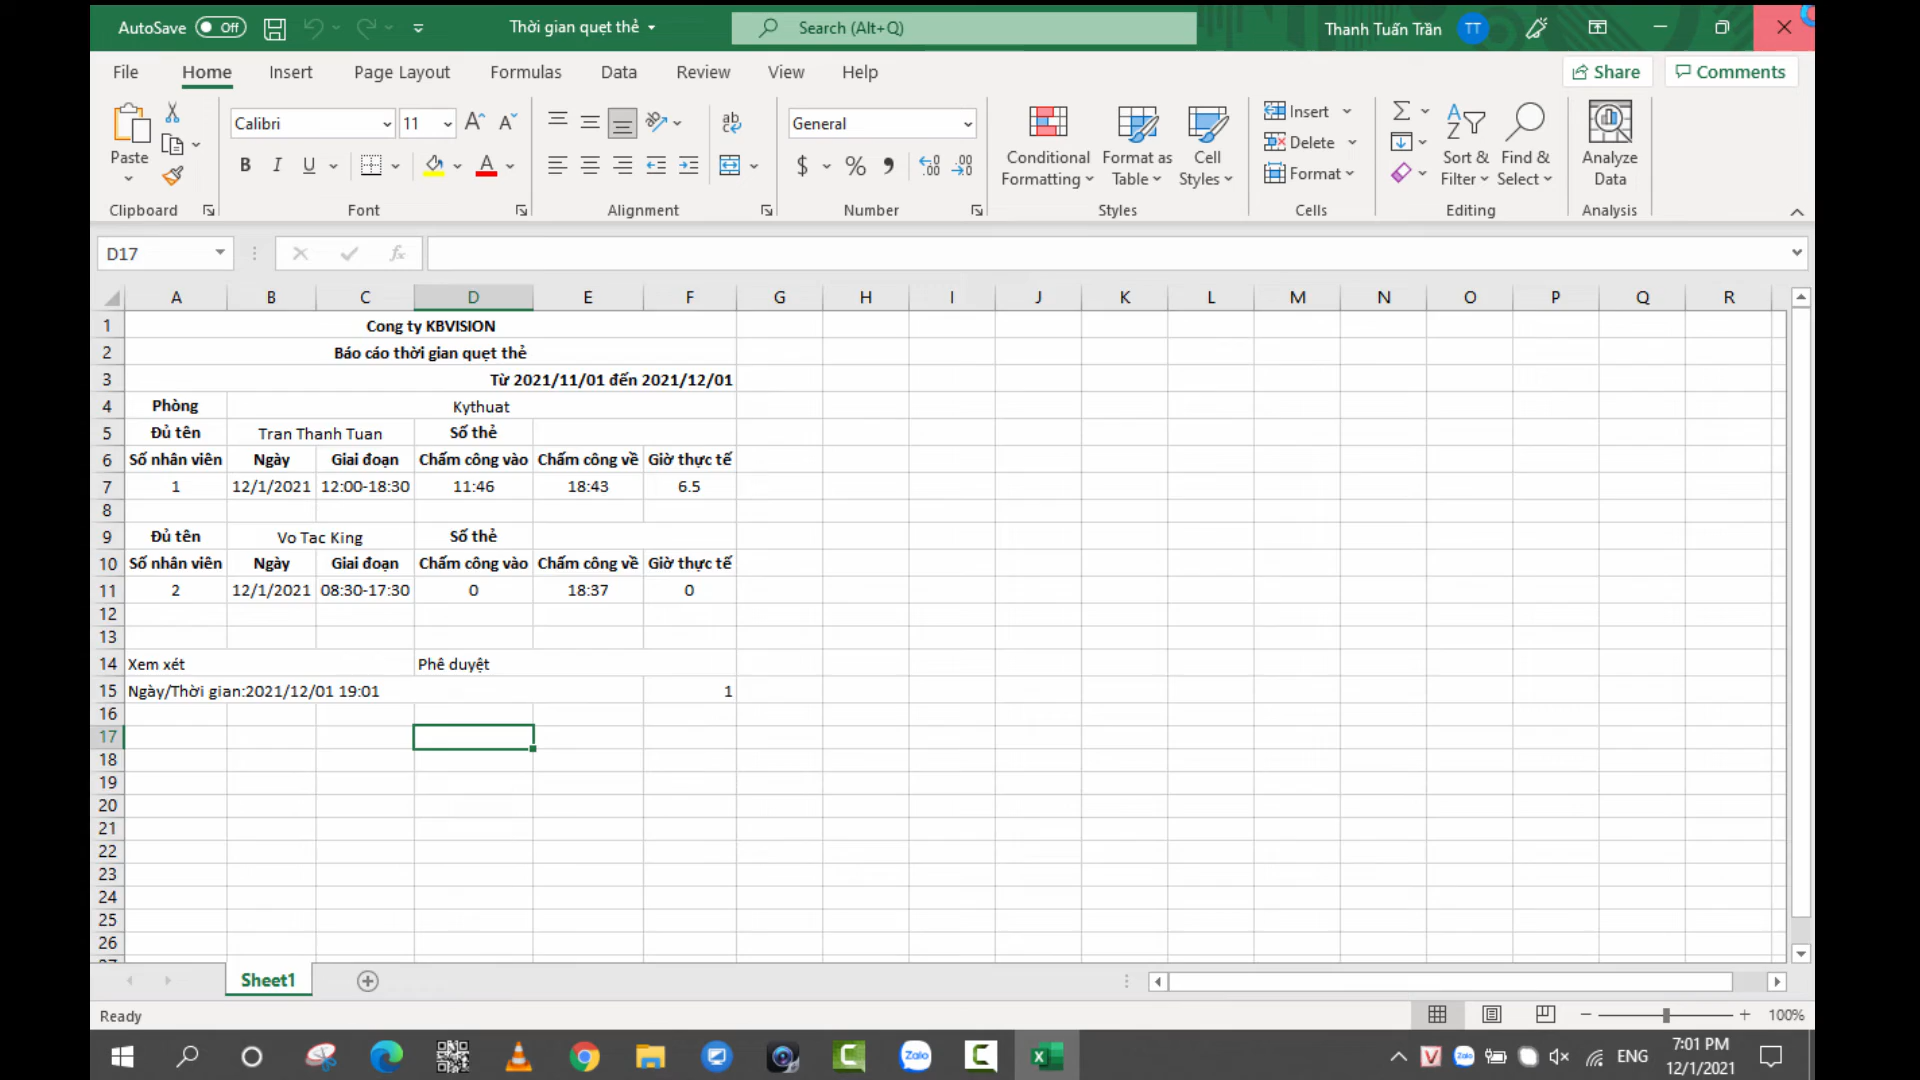 AutoSave Off Thời gian quẹt thẻ Search (Alt+Q) Thanh Tuấn Trần TT
File Home Insert Page Layout Formulas Data Review View Help Share Comments
Paste Calibri 11 ab General Conditional Formatting Format as Table Cell Styles Insert Delete Format Sort & Filter Find & Select Analyze Data
B I U A $ % 9
Clipboard Font Alignment Number Styles Cells Editing Analysis
D17 fx
A B C D E F G H I J K L M N O P Q R
1 Cong ty KBVISION
2 Báo cáo thời gian quẹt thẻ
3 Từ 2021/11/01 đến 2021/12/01
4 Phòng Kythuat
5 Đủ tên Tran Thanh Tuan Số thẻ
6 Số nhân viên Ngày Giai đoạn Chấm công vào Chấm công về Giờ thực tế
7 1 12/1/2021 12:00-18:30 11:46 18:43 6.5
8
9 Đủ tên Vo Tac King Số thẻ
10 Số nhân viên Ngày Giai đoạn Chấm công vào Chấm công về Giờ thực tế
11 2 12/1/2021 08:30-17:30 0 18:37 0
12
13
14 Xem xét Phê duyệt
15 Ngày/Thời gian:2021/12/01 19:01 1
16
17
18
19
20
21
22
23
24
25
26
Sheet1
Ready 100%
Zalo ENG 7:01 PM
12/1/2021